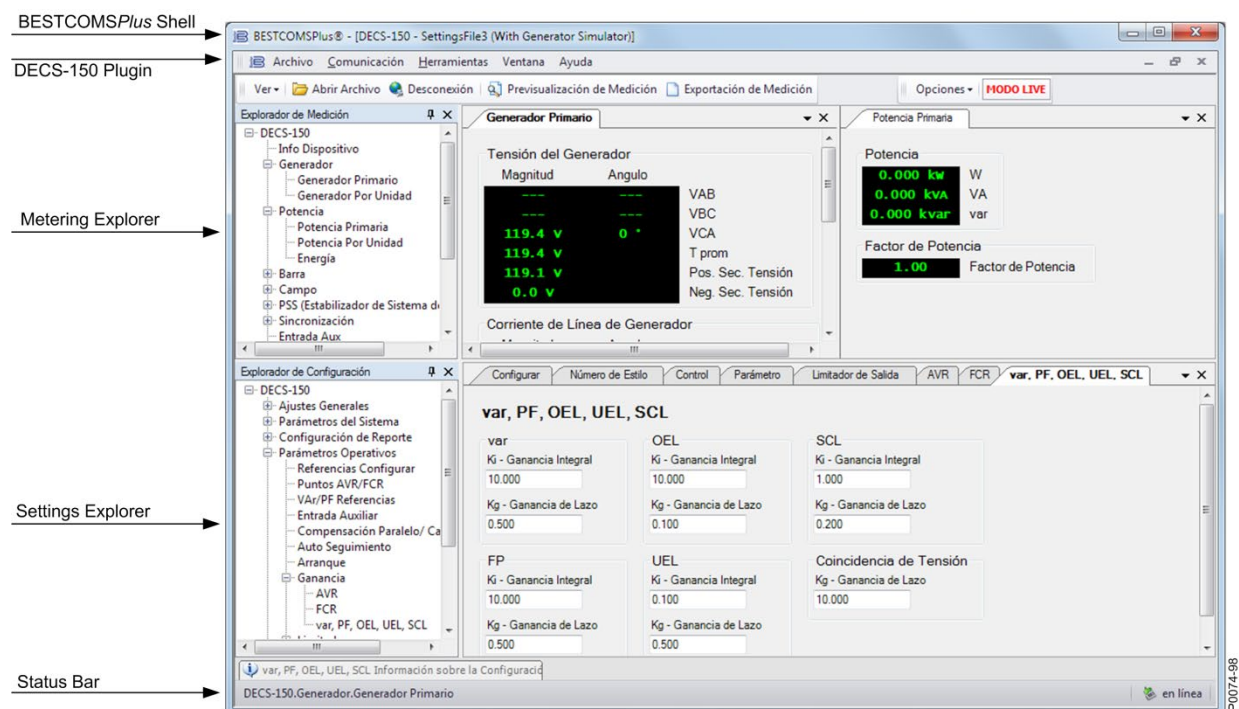 BESTCOMSPlus Shell
BESTCOMSPlus® - [DECS-150 - SettingsFile3 (With Generator Simulator)]
DECS-150 Plugin
Archivo Comunicación Herramientas Ventana Ayuda
Ver Abrir Archivo Desconexión Previsualización de Medición Exportación de Medición Opciones MODO LIVE
Metering Explorer
Explorador de Medición
DECS-150
Info Dispositivo
Generador
Generador Primario
Generador Por Unidad
Potencia
Potencia Primaria
Potencia Por Unidad
Energía
Barra
Campo
PSS (Estabilizador de Sistema de
Sincronización
Entrada Aux
Generador Primario
Tensión del Generador
Magnitud Angulo
--- --- VAB
--- --- VBC
119.4 V 0 ° VCA
119.4 V T prom
119.1 V Pos. Sec. Tensión
0.0 V Neg. Sec. Tensión
Corriente de Línea de Generador
Potencia Primaria
Potencia
0.000 kW W
0.000 kVA VA
0.000 kvar var
Factor de Potencia
1.00 Factor de Potencia
Settings Explorer
Explorador de Configuración
DECS-150
Ajustes Generales
Parámetros del Sistema
Configuración de Reporte
Parámetros Operativos
Referencias Configurar
Puntos AVR/FCR
VAr/PF Referencias
Entrada Auxiliar
Compensación Paralelo/ Ca
Auto Seguimiento
Arranque
Ganancia
AVR
FCR
var, PF, OEL, UEL, SCL
Configurar Número de Estilo Control Parámetro Limitador de Salida AVR FCR var, PF, OEL, UEL, SCL
var, PF, OEL, UEL, SCL
var
Ki - Ganancia Integral
10.000
Kg - Ganancia de Lazo
0.500
OEL
Ki - Ganancia Integral
10.000
Kg - Ganancia de Lazo
0.100
SCL
Ki - Ganancia Integral
1.000
Kg - Ganancia de Lazo
0.200
FP
Ki - Ganancia Integral
10.000
Kg - Ganancia de Lazo
0.500
UEL
Ki - Ganancia Integral
0.100
Kg - Ganancia de Lazo
0.500
Coincidencia de Tensión
Kg - Ganancia de Lazo
10.000
var, PF, OEL, UEL, SCL Información sobre la Configuració
Status Bar
DECS-150.Generador.Generador Primario
en línea
P0074-98